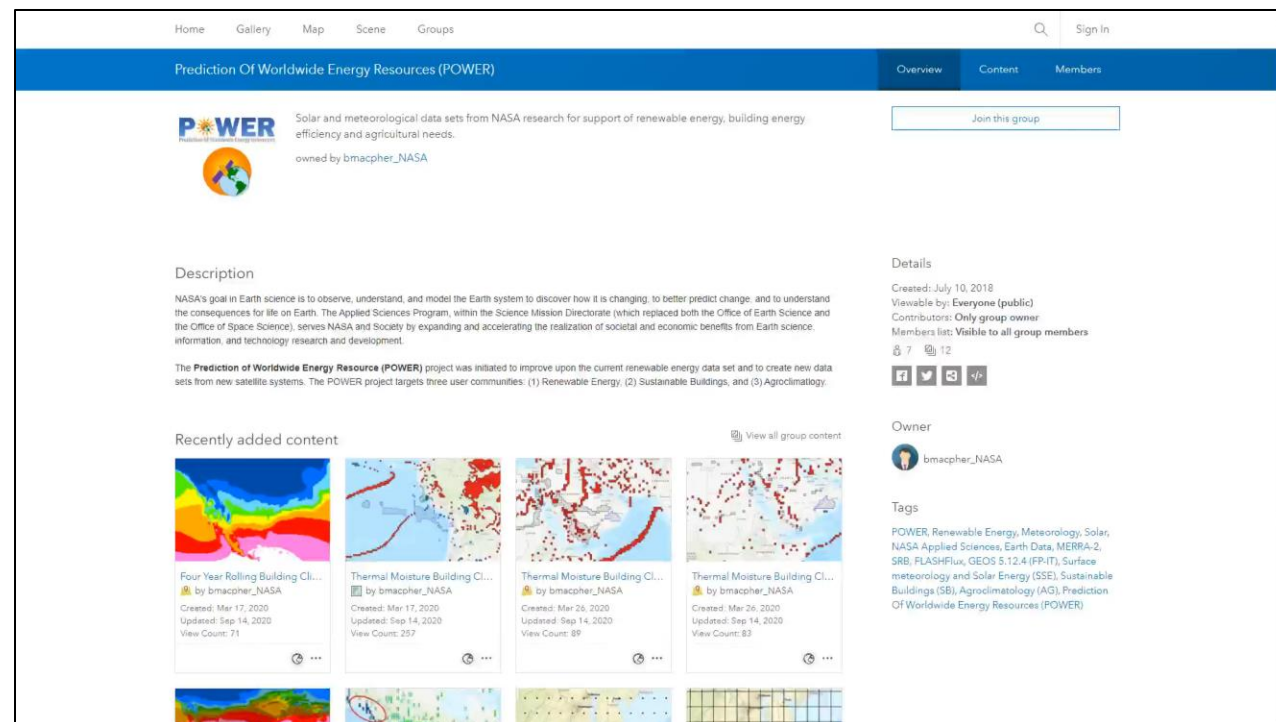 Home Gallery Map Scene Groups Sign In
Prediction Of Worldwide Energy Resources (POWER) Overview Content Members
POWER
Solar and meteorological data sets from NASA research for support of renewable energy, building energy
efficiency and agricultural needs.
owned by bmacpher_NASA
Join this group
Description
NASA's goal in Earth science is to observe, understand, and model the Earth system to discover how it is changing, to better predict change, and to understand
the consequences for life on Earth. The Applied Sciences Program, within the Science Mission Directorate (which replaced both the Office of Earth Science and
the Office of Space Science), serves NASA and Society by expanding and accelerating the realization of societal and economic benefits from Earth science,
information, and technology research and development.
The Prediction of Worldwide Energy Resource (POWER) project was initiated to improve upon the current renewable energy data set and to create new data
sets from new satellite systems. The POWER project targets three user communities: (1) Renewable Energy, (2) Sustainable Buildings, and (3) Agroclimatlogy.
Details
Created: July 10, 2018
Viewable by: Everyone (public)
Contributors: Only group owner
Members list: Visible to all group members
7 12
Owner
bmacpher_NASA
Tags
POWER, Renewable Energy, Meteorology, Solar,
NASA Applied Sciences, Earth Data, MERRA-2,
SRB, FLASHFlux, GEOS 5.12.4 (FP-IT), Surface
meteorology and Solar Energy (SSE), Sustainable
Buildings (SB), Agroclimatology (AG), Prediction
Of Worldwide Energy Resources (POWER)
Recently added content
View all group content
Four Year Rolling Building Cli...
by bmacpher_NASA
Created: Mar 17, 2020
Updated: Sep 14, 2020
View Count: 71
Thermal Moisture Building Cl...
by bmacpher_NASA
Created: Mar 17, 2020
Updated: Sep 14, 2020
View Count: 257
Thermal Moisture Building Cl...
by bmacpher_NASA
Created: Mar 26, 2020
Updated: Sep 14, 2020
View Count: 89
Thermal Moisture Building Cl...
by bmacpher_NASA
Created: Mar 26, 2020
Updated: Sep 14, 2020
View Count: 83